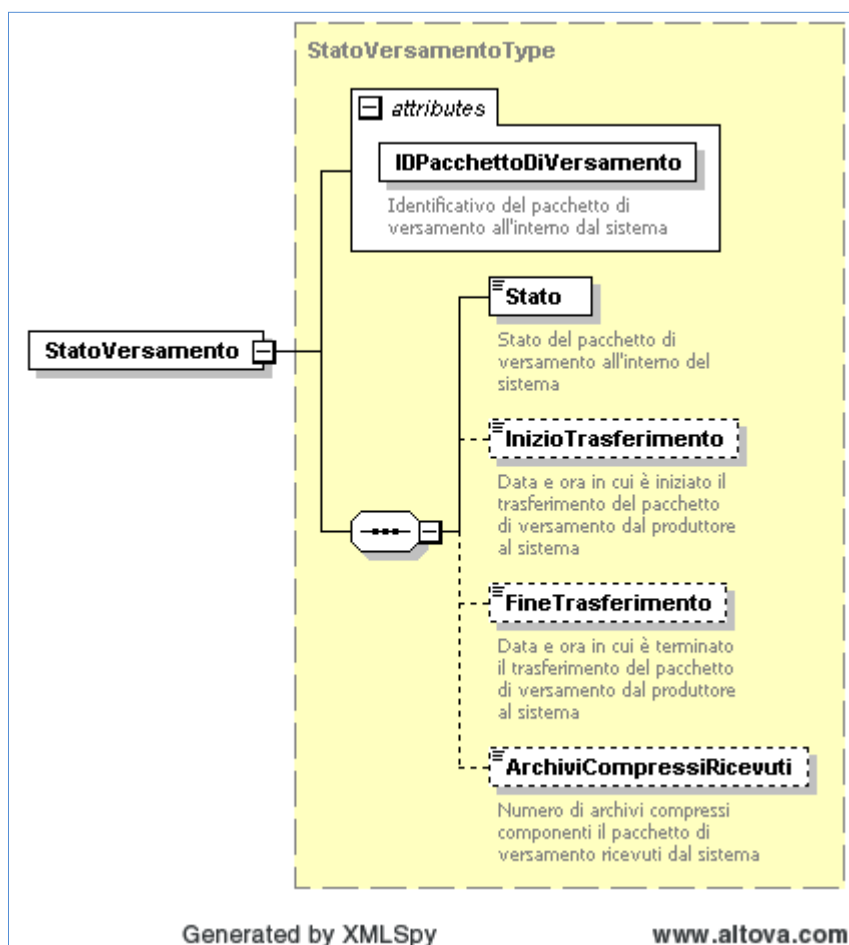 StatoVersamentoType
attributes
IDPacchettoDiVersamento
Identificativo del pacchetto di
versamento all'interno dal sistema
StatoVersamento
Stato
Stato del pacchetto di
versamento all'interno del
sistema
InizioTrasferimento
Data e ora in cui è iniziato il
trasferimento del pacchetto
di versamento dal produttore
al sistema
FineTrasferimento
Data e ora in cui è terminato
il trasferimento del pacchetto
di versamento dal produttore
al sistema
ArchiviCompressiRicevuti
Numero di archivi compressi
componenti il pacchetto di
versamento ricevuti dal sistema
Generated by XMLSpy www.altova.com